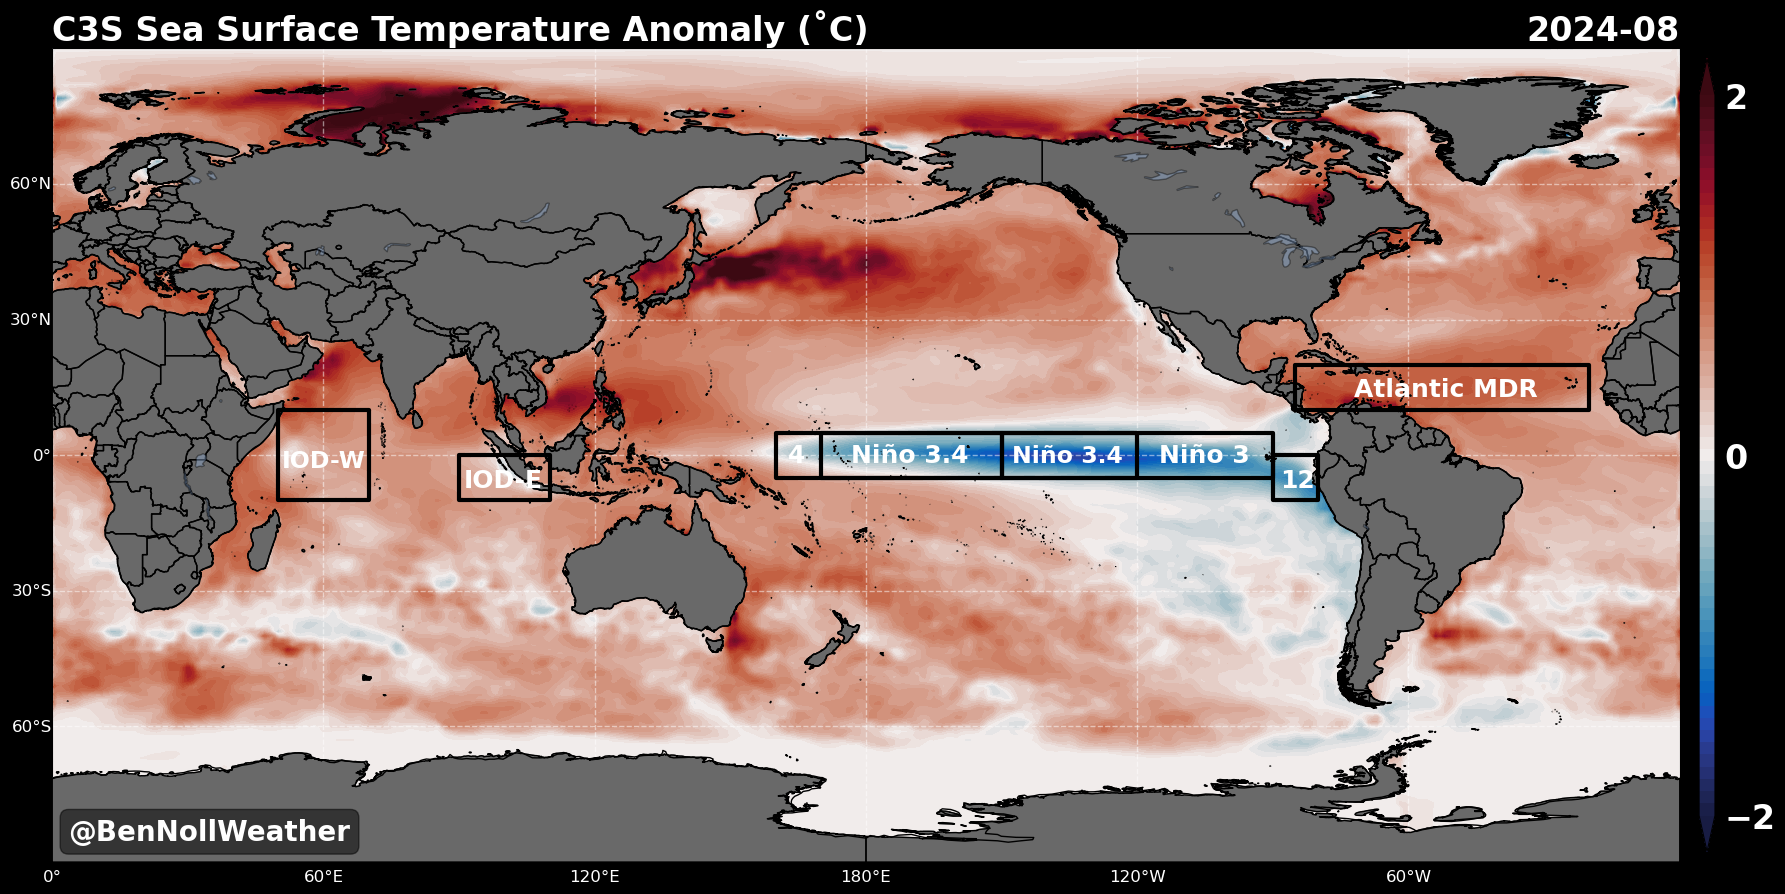 C3S Sea Surface Temperature Anomaly (˚C)
2024-08
2
60°N
30°N
Atlantic MDR
0°
IOD-W
IOD-E
4
Niño 3.4
Niño 3.4
Niño 3
12
0
30°S
60°S
−2
@BenNollWeather
0°
60°E
120°E
180°E
120°W
60°W